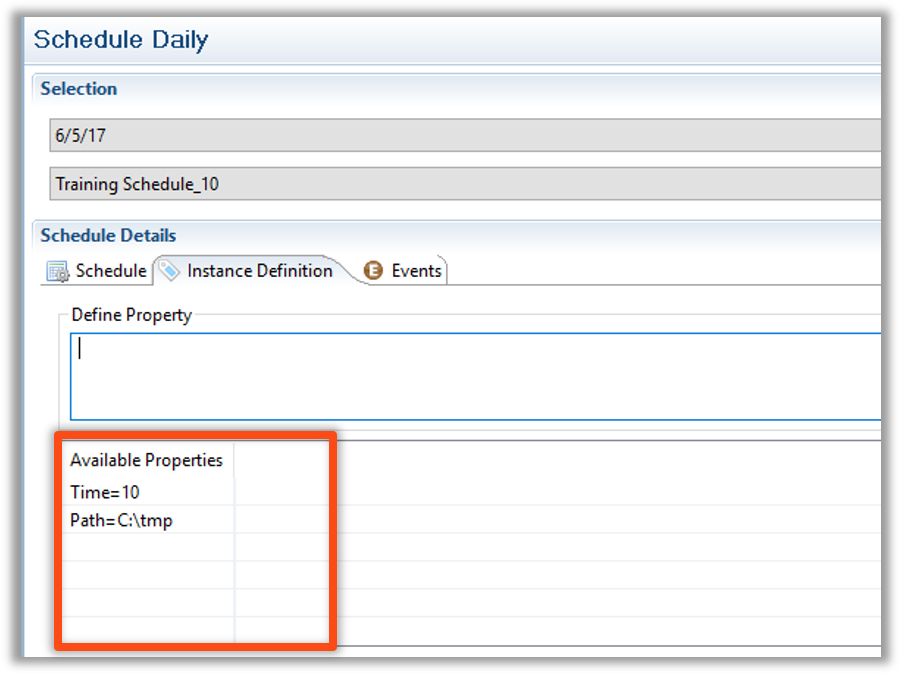 Schedule Daily
Selection
6/5/17
Training Schedule_10
Schedule Details
Schedule Instance Definition E Events
Define Property
Available Properties
Time=10
Path=C:\tmp